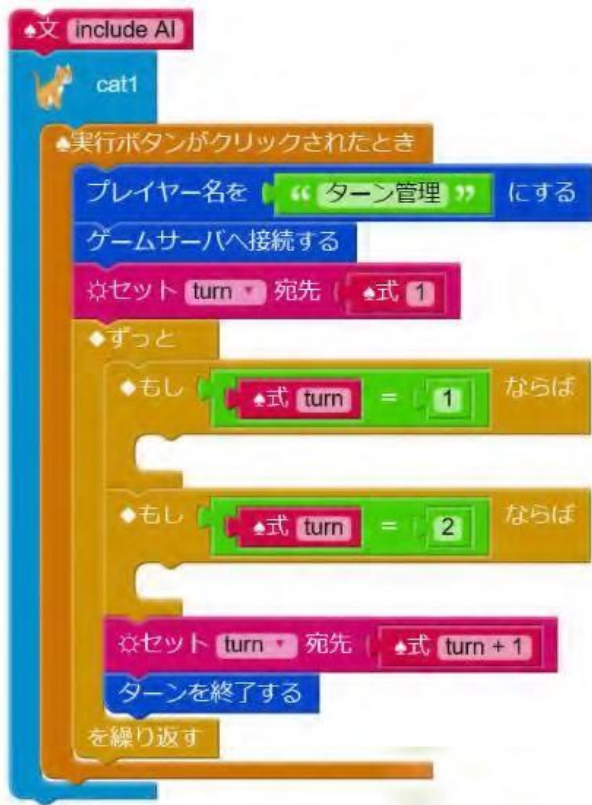 ♠文 include AI
cat1
♠実行ボタンがクリックされたとき
プレイヤー名を “ ターン管理 ” にする
ゲームサーバへ接続する
☼セット turn 宛先 ♠式 1
◆ずっと
◆もし ♠式 turn = 1 ならば
◆もし ♠式 turn = 2 ならば
☼セット turn 宛先 ♠式 turn + 1
ターンを終了する
を繰り返す